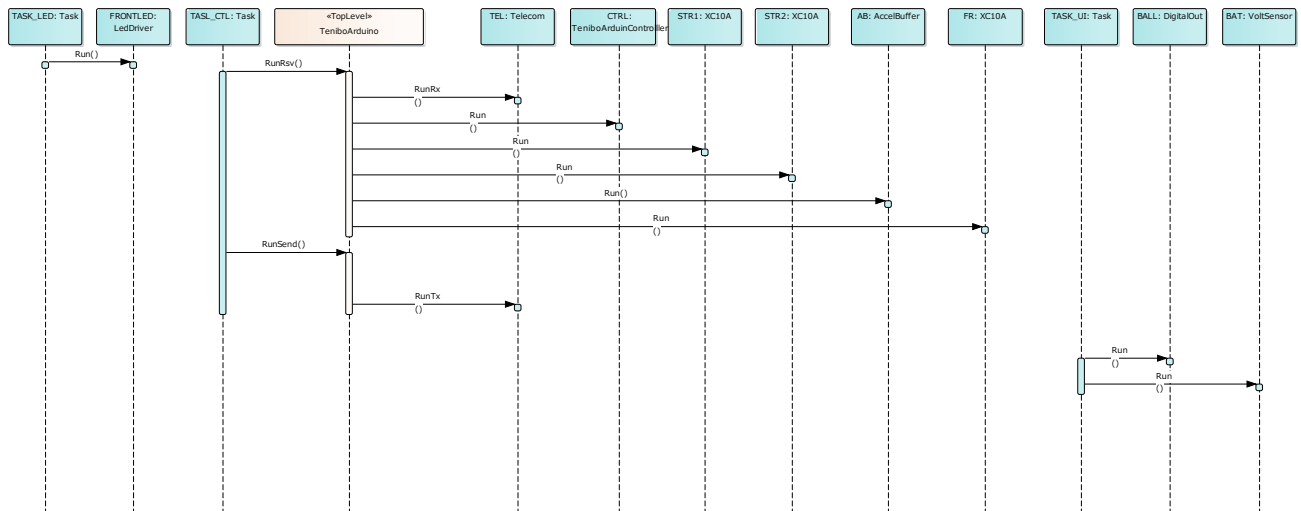 TASK_LED: Task
FRONTLED:
LedDriver
TASL_CTL: Task
«TopLevel»
TeniboArduino
TEL: Telecom
CTRL:
TeniboArduinController
STR1: XC10A
STR2: XC10A
AB: AccelBuffer
FR: XC10A
TASK_UI: Task
BALL: DigitalOut
BAT: VoltSensor
Run()
RunRsv()
RunRx
()
Run
()
Run
()
Run
()
Run()
Run
()
RunSend()
RunTx
()
Run
()
Run
()